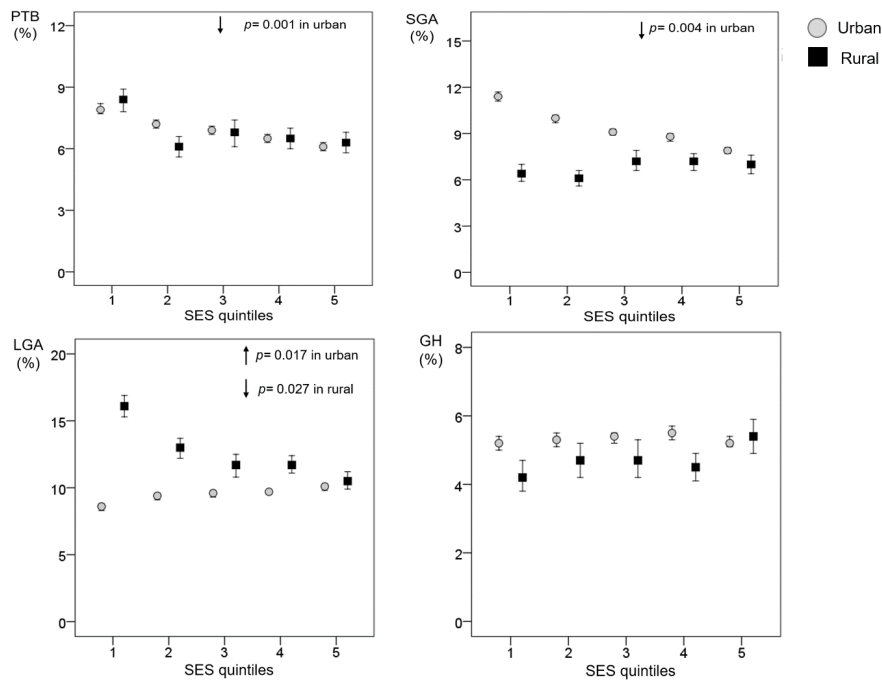 PTB
(%)
12
9
6
3
0
↓ p= 0.001 in urban
1 2 3 4 5
SES quintiles
SGA
(%)
15
12
9
6
3
0
↓ p= 0.004 in urban
1 2 3 4 5
SES quintiles
Urban
Rural
LGA
(%)
20
15
10
5
0
↑ p= 0.017 in urban
↓ p= 0.027 in rural
1 2 3 4 5
SES quintiles
GH
(%)
8
6
4
2
0
1 2 3 4 5
SES quintiles